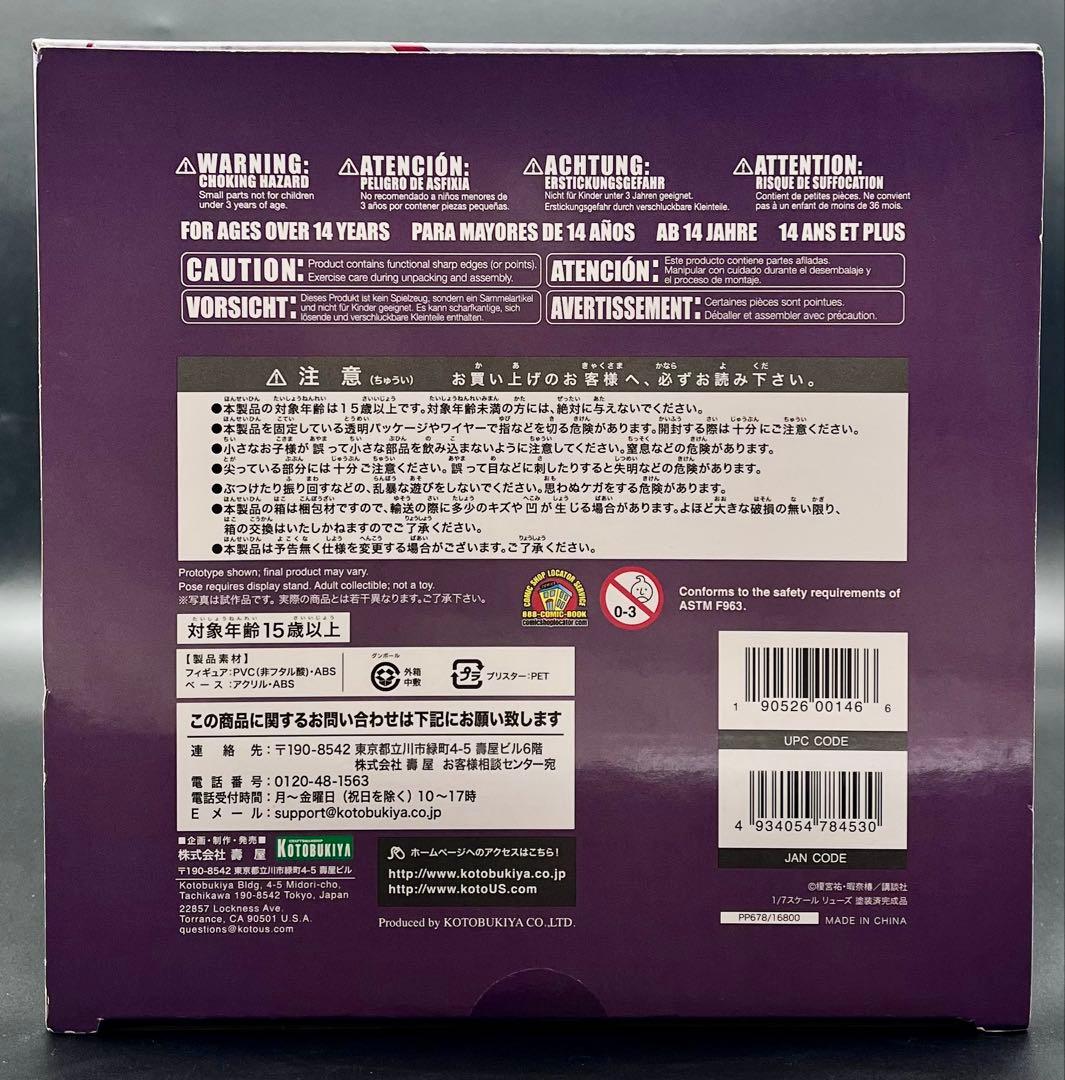 ⚠WARNING:
CHOKING HAZARD
Small parts not for children
under 3 years of age.
⚠ATENCIÓN:
PELIGRO DE ASFIXIA
No recomendado a niños menores de
3 años por contener piezas pequeñas.
⚠ACHTUNG:
ERSTICKUNGSGEFAHR
Nicht für Kinder unter 3 Jahren geeignet.
Erstickungsgefahr durch verschluckbare Kleinteile.
⚠ATTENTION:
RISQUE DE SUFFOCATION
Contient de petites pièces. Ne convient
pas à un enfant de moins de 36 mois.
FOR AGES OVER 14 YEARS PARA MAYORES DE 14 AÑOS AB 14 JAHRE 14 ANS ET PLUS
CAUTION: Product contains functional sharp edges (or points).
Exercise care during unpacking and assembly.
ATENCIÓN: Este producto contiene partes afiladas.
Manipular con cuidado durante el desembalaje y
el proceso de montaje.
VORSICHT: Dieses Produkt ist kein Spielzeug, sondern ein Sammelartikel
und nicht für Kinder geeignet. Es kann scharfkantige, sich
lösende und verschluckbare Kleinteile enthalten.
AVERTISSEMENT: Certaines pièces sont pointues.
Déballer et assembler avec précaution.
⚠ 注 意 (ちゅうい) お買い上げのお客様へ、必ずお読み下さい。
●本製品の対象年齢は15歳以上です。対象年齢未満の方には、絶対に与えないでください。
●本製品を固定している透明パッケージやワイヤーで指などを切る危険があります。開封する際は十分にご注意ください。
●小さなお子様が誤って小さな部品を飲み込まないように注意してください。窒息などの危険があります。
●尖っている部分には十分ご注意ください。誤って目などに刺したりすると失明などの危険があります。
●ぶつけたり振り回すなどの、乱暴な遊びをしないでください。思わぬケガをする危険があります。
●本製品の箱は梱包材ですので、輸送の際に多少のキズや凹が生じる場合があります。よほど大きな破損の無い限り、
箱の交換はいたしかねますのでご了承ください。
●本製品は予告無く仕様を変更する場合がございます。ご了承ください。
Prototype shown; final product may vary.
Pose requires display stand. Adult collectible; not a toy.
※写真は試作品です。実際の商品とは若干異なります。ご了承ください。
COMIC SHOP LOCATOR SERVICE
888-COMIC-BOOK
comicshoplocator.com
0-3
Conforms to the safety requirements of
ASTM F963.
対象年齢15歳以上
【製品素材】
フィギュア:PVC(非フタル酸)・ABS
ベース:アクリル・ABS
ダンボール
外箱
中敷
プラ
ブリスター:PET
この商品に関するお問い合わせは下記にお願い致します
連絡先:〒190-8542 東京都立川市緑町4-5 壽屋ビル6階
株式会社 壽屋 お客様相談センター宛
電話番号:0120-48-1563
電話受付時間:月〜金曜日(祝日を除く)10〜17時
Eメール:support@kotobukiya.co.jp
1 90526 00146 6
UPC CODE
4 934054 784530
JAN CODE
■企画・制作・発売■
株式会社 壽屋
KOTOBUKIYA
〒190-8542 東京都立川市緑町4-5 壽屋ビル
Kotobukiya Bldg, 4-5 Midori-cho,
Tachikawa 190-8542 Tokyo, Japan
22857 Lockness Ave.
Torrance, CA 90501 U.S.A.
questions@kotous.com
ホームページへのアクセスはこちら!
http://www.kotobukiya.co.jp
http://www.kotoUS.com
Produced by KOTOBUKIYA CO.,LTD.
©榎宮祐・暇奈椿/講談社
1/7スケール リューズ 塗装済完成品
PP678/16800 MADE IN CHINA